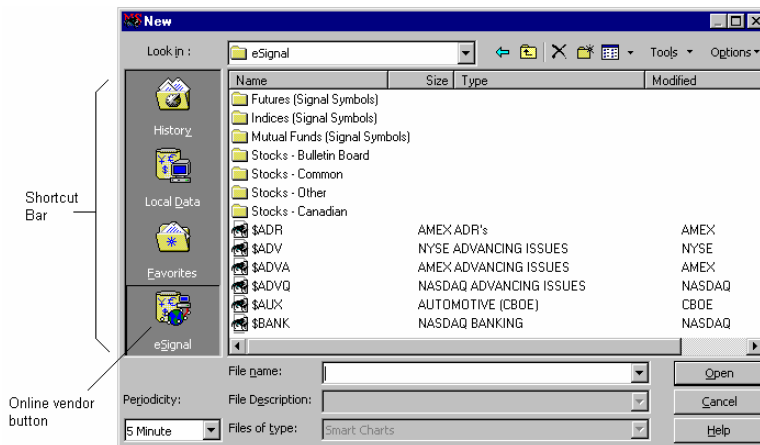 New
Look in :
eSignal
Tools
Options
Name Size Type Modified
Futures (Signal Symbols)
Indices (Signal Symbols)
Mutual Funds (Signal Symbols)
Stocks - Bulletin Board
Stocks - Common
Stocks - Other
Stocks - Canadian
$ADR AMEX ADR's AMEX
$ADV NYSE ADVANCING ISSUES NYSE
$ADVA AMEX ADVANCING ISSUES AMEX
$ADVQ NASDAQ ADVANCING ISSUES NASDAQ
$AUX AUTOMOTIVE (CBOE) CBOE
$BANK NASDAQ BANKING NASDAQ
History
Local Data
Favorites
eSignal
Shortcut
Bar
Online vendor
button
File name:
Open
Periodicity:
File Description:
Cancel
5 Minute
Files of type:
Smart Charts
Help